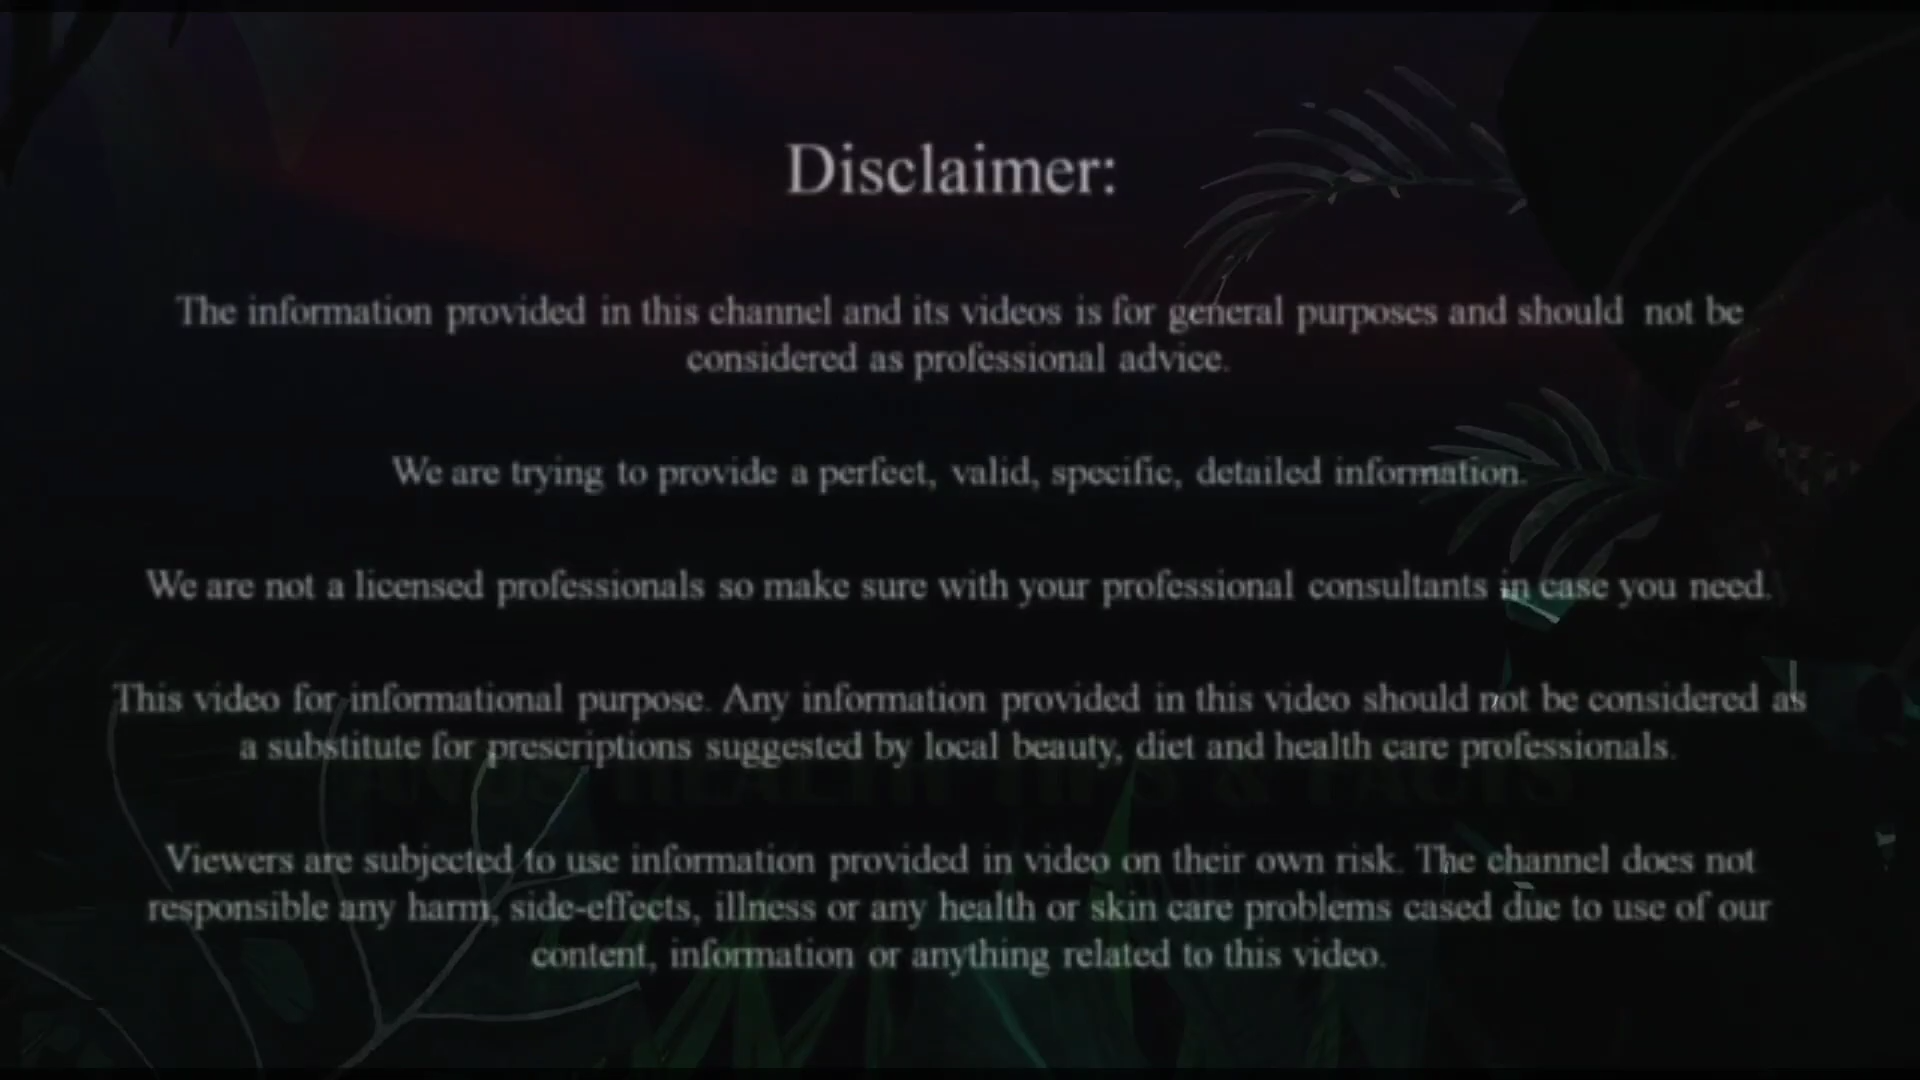 Disclaimer:
The information provided in this channel and its videos is for general purposes and should not be
considered as professional advice.
We are trying to provide a perfect, valid, specific, detailed information.
We are not a licensed professionals so make sure with your professional consultants in case you need.
This video for informational purpose. Any information provided in this video should not be considered as
a substitute for prescriptions suggested by local beauty, diet and health care professionals.
HEALTH TIPS & FACTS
Viewers are subjected to use information provided in video on their own risk. The channel does not
responsible any harm, side-effects, illness or any health or skin care problems cased due to use of our
content, information or anything related to this video.